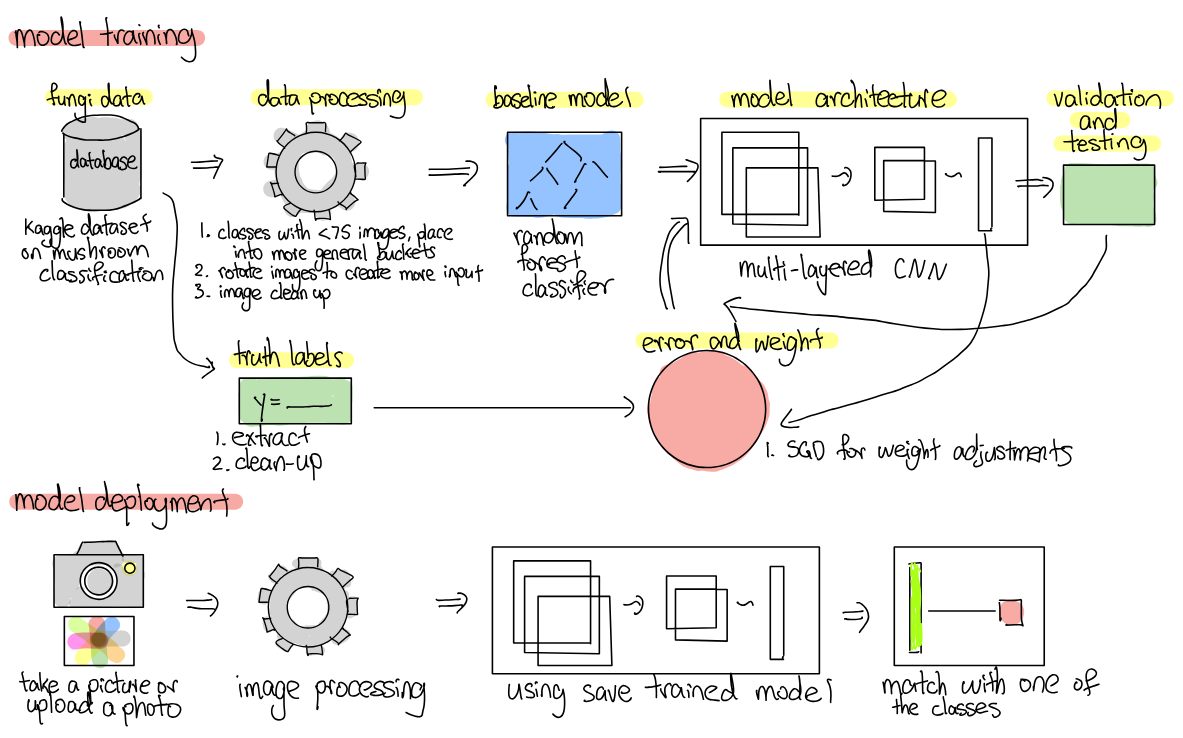 model training
fungi data
database
kaggle dataset
on mushroom
classification
data processing
1. classes with <75 images, place
into more general buckets
2. rotate images to create more input
3. image clean up
baseline model
random
forest
classifier
model architecture
multi-layered CNN
validation
and
testing
truth labels
y = ____
1. extract
2. clean-up
error and weight
1. SGD for weight adjustments
model deployment
take a picture or
upload a photo
image processing
using save trained model
match with one of
the classes